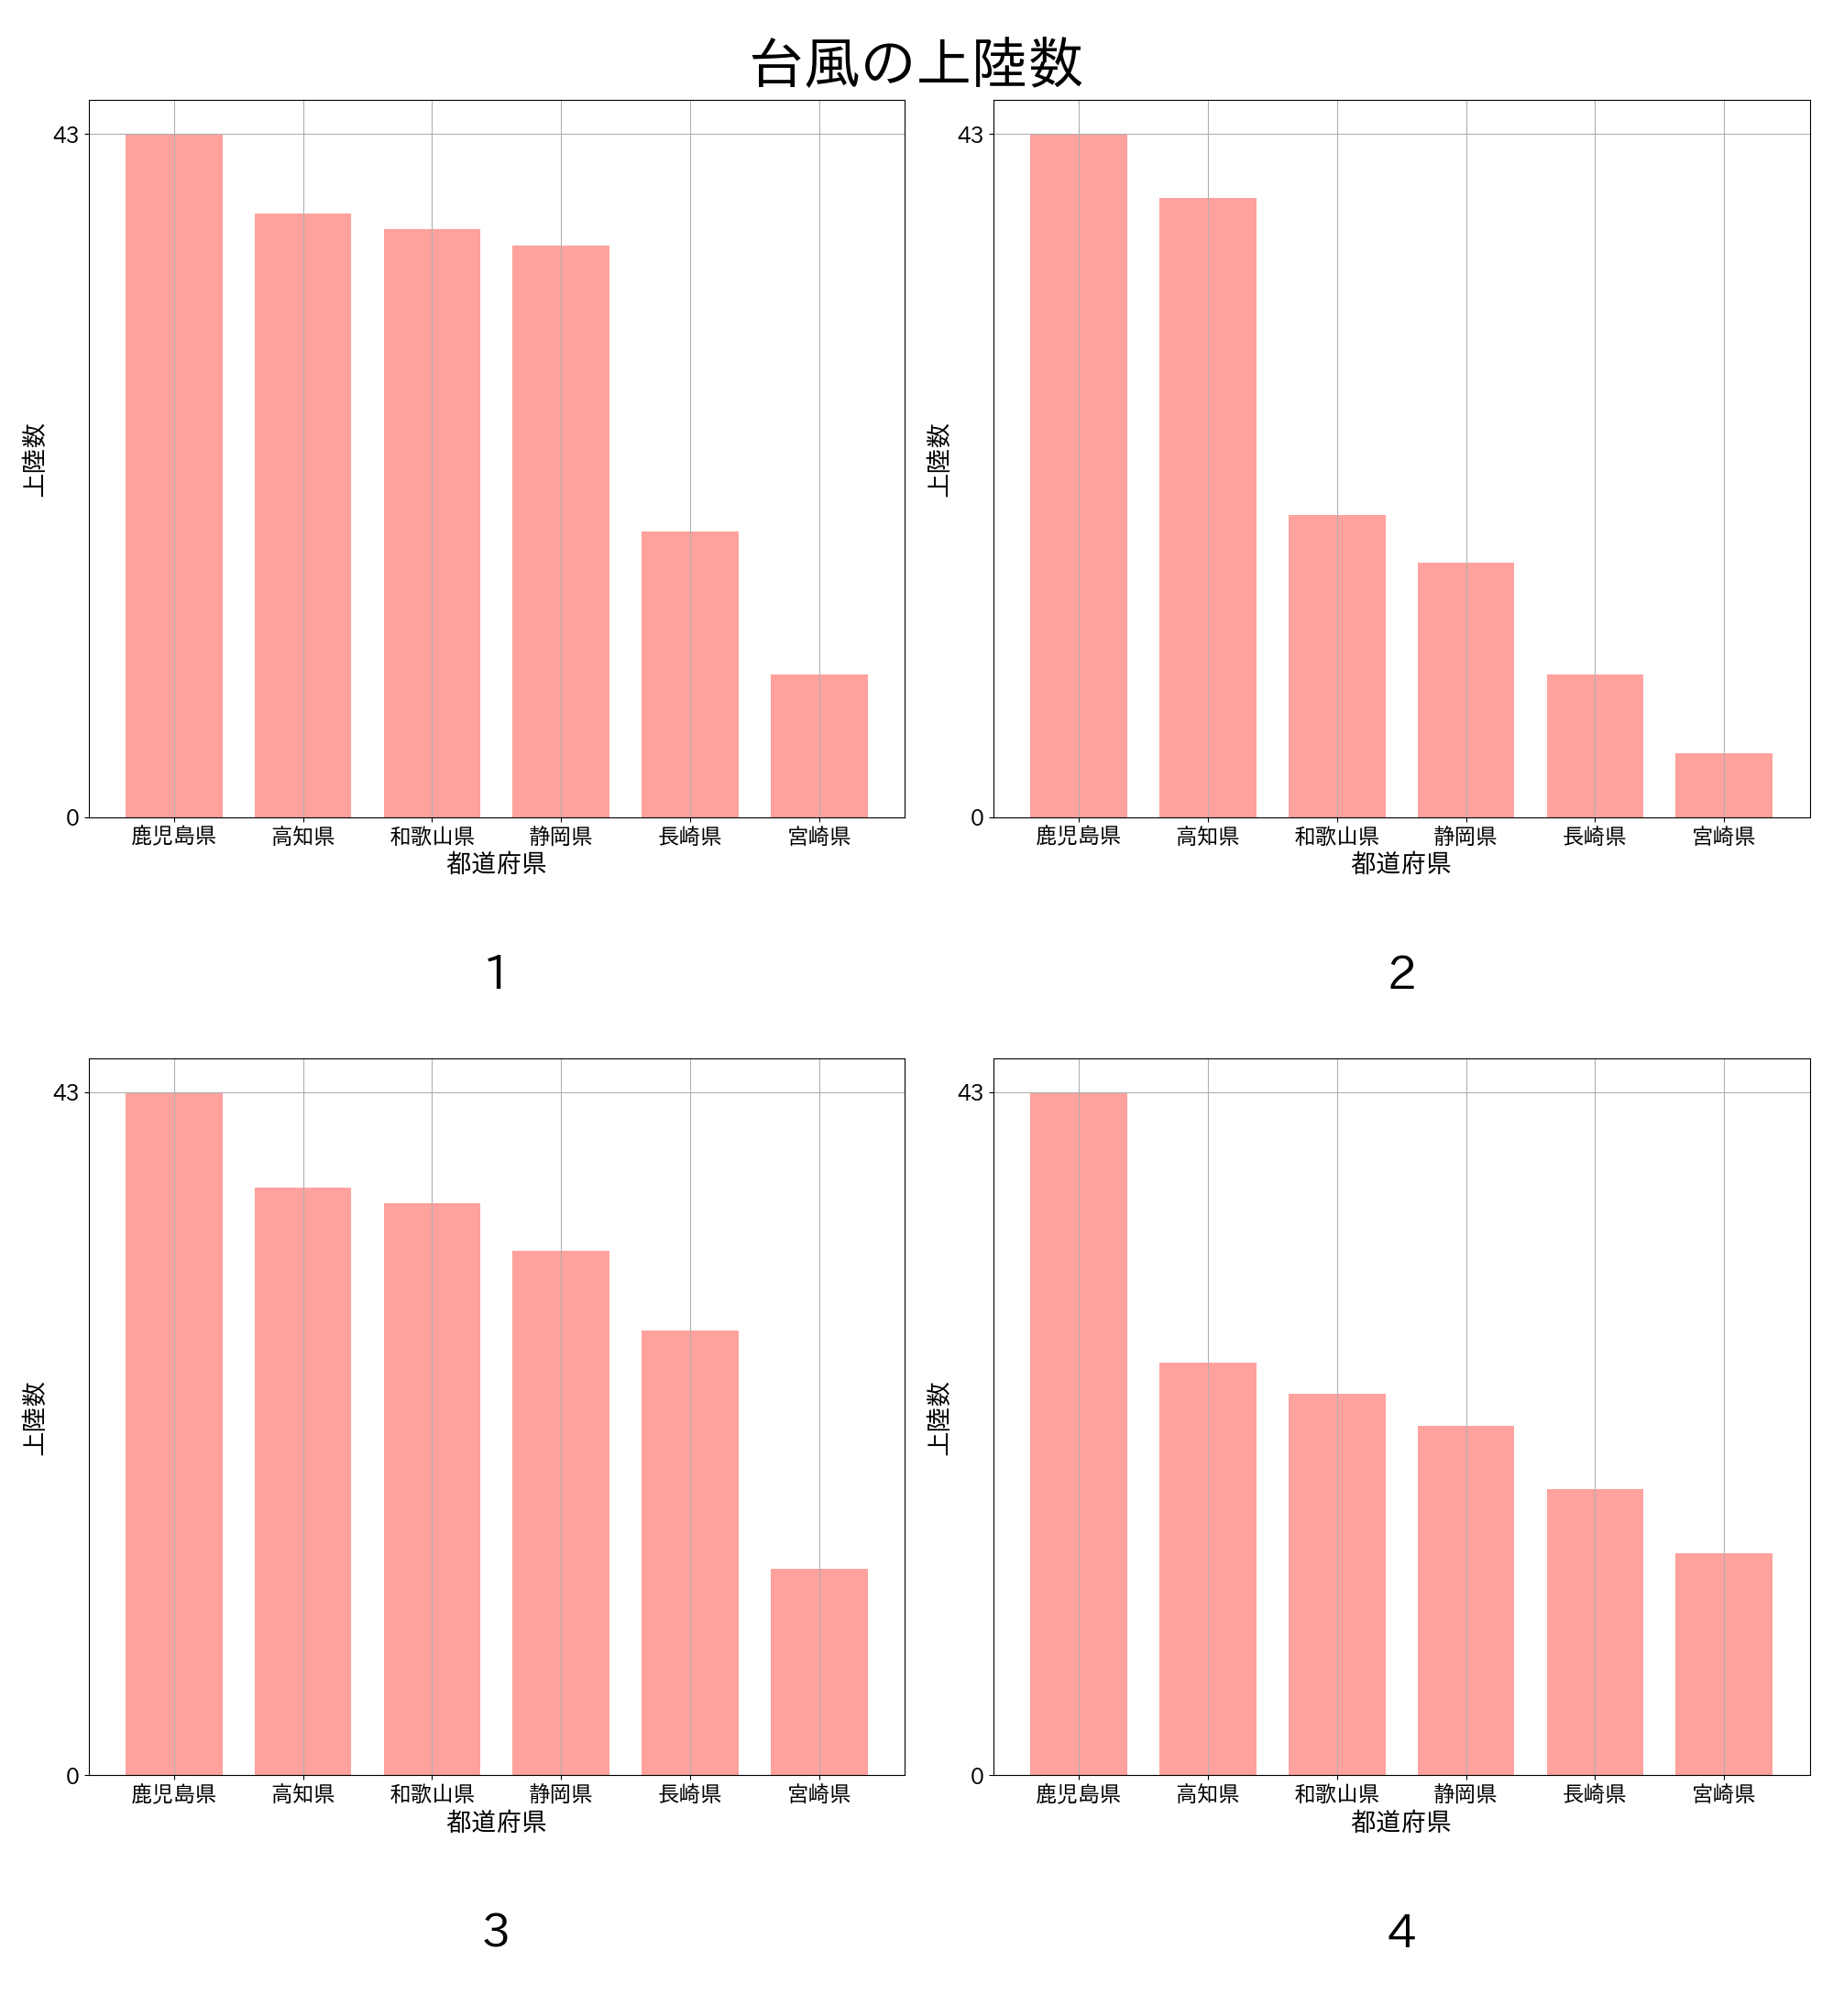 台風の上陸数
43
0
上陸数
鹿児島県 高知県 和歌山県 静岡県 長崎県 宮崎県
都道府県
1
43
0
上陸数
鹿児島県 高知県 和歌山県 静岡県 長崎県 宮崎県
都道府県
2
43
0
上陸数
鹿児島県 高知県 和歌山県 静岡県 長崎県 宮崎県
都道府県
3
43
0
上陸数
鹿児島県 高知県 和歌山県 静岡県 長崎県 宮崎県
都道府県
4